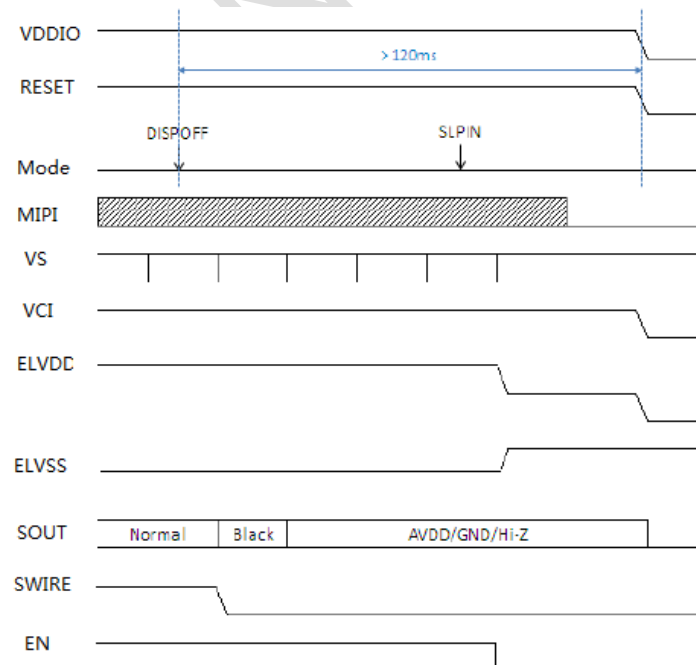 VDDIO
> 120ms
RESET
DISPOFF
SLPIN
Mode
MIPI
VS
VCI
ELVDD
ELVSS
SOUT
Normal
Black
AVDD/GND/Hi-Z
SWIRE
EN